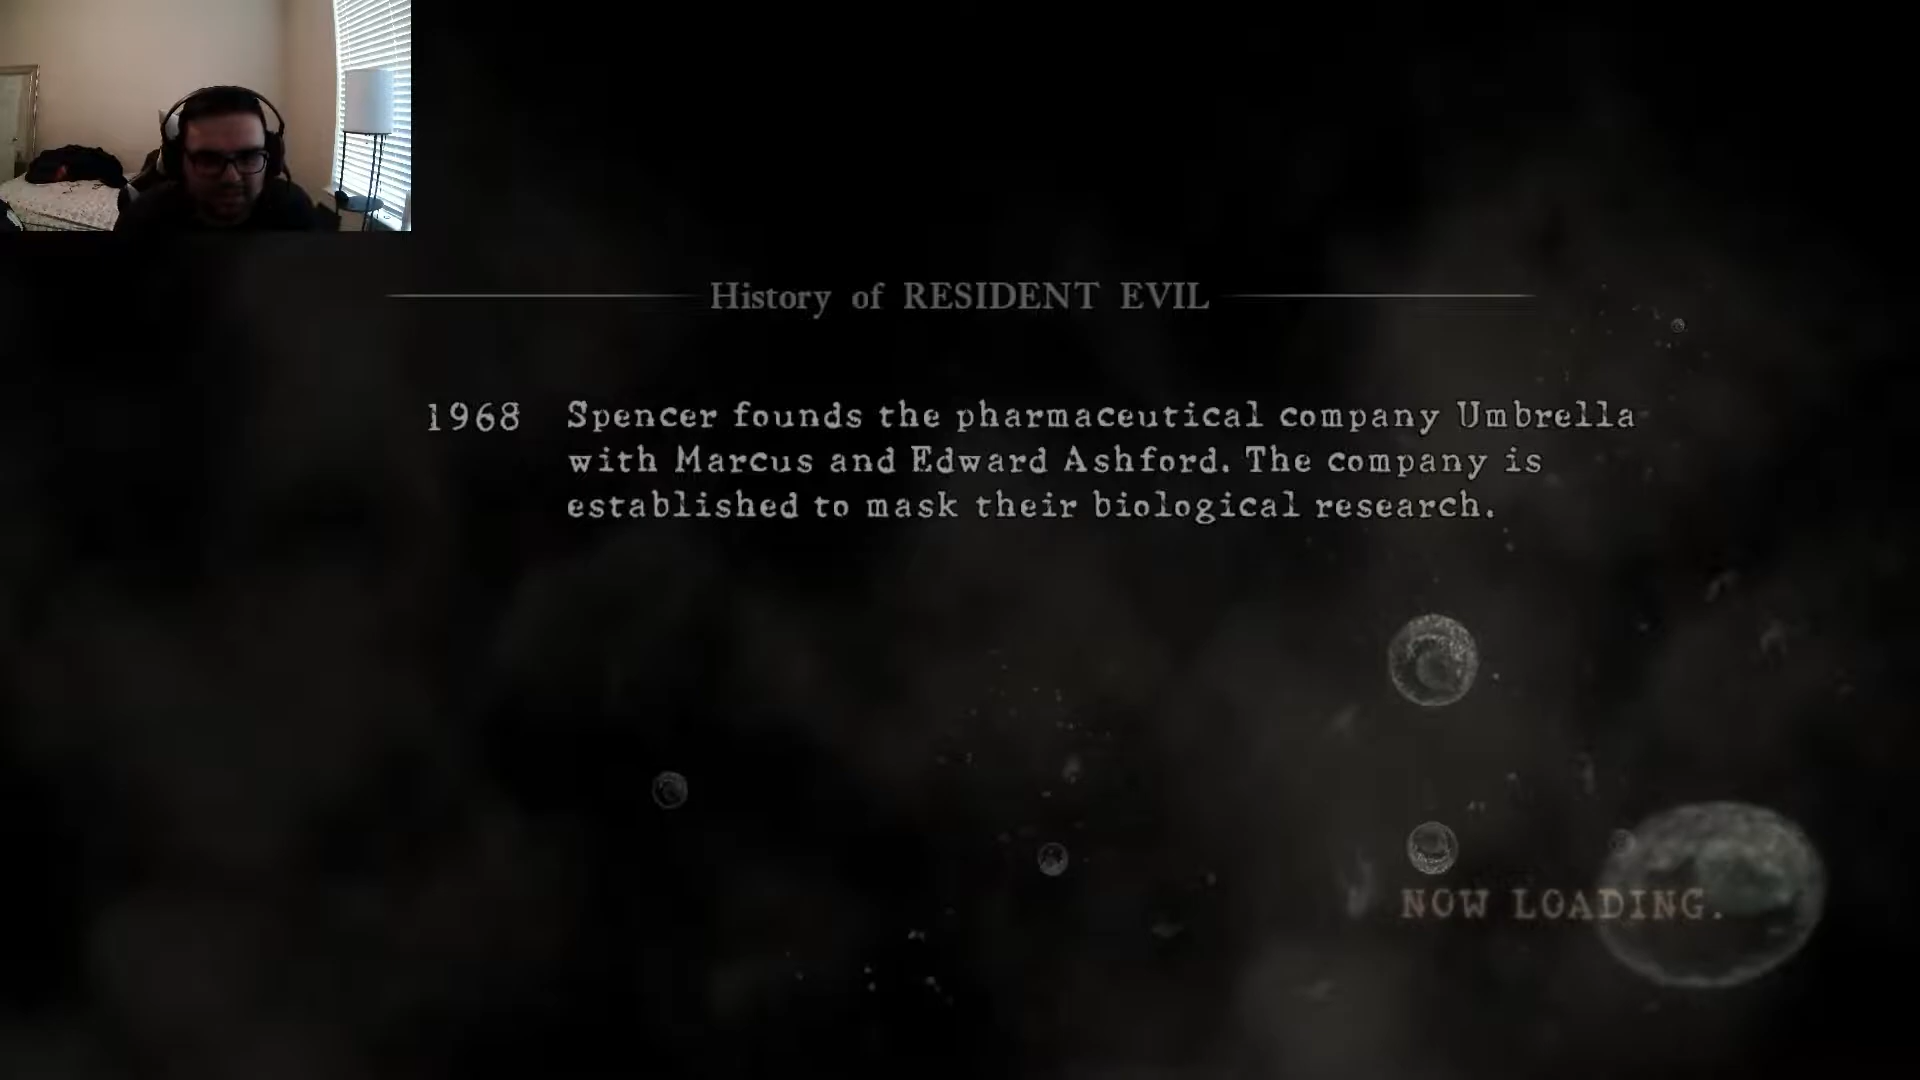 History of RESIDENT EVIL
1968 Spencer founds the pharmaceutical company Umbrella
with Marcus and Edward Ashford. The company is
established to mask their biological research.
NOW LOADING.